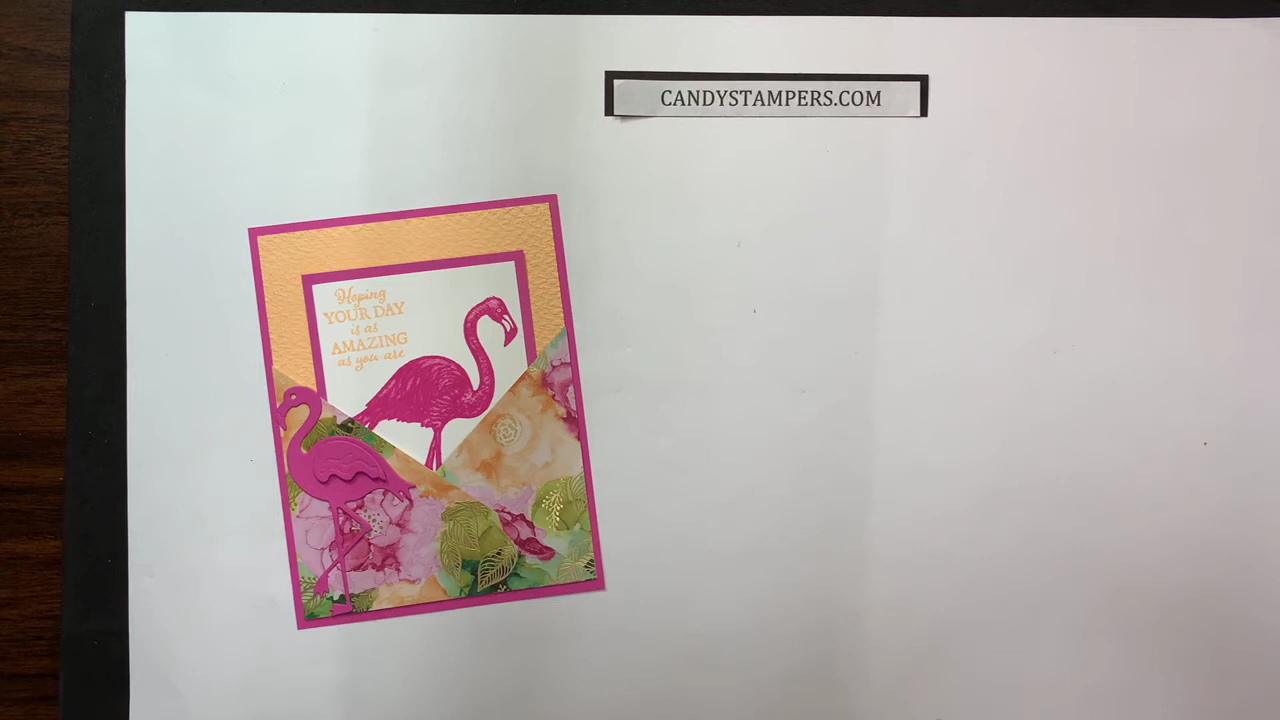 CANDYSTAMPERS.COM
Hoping
YOUR DAY
is as
AMAZING
as you are